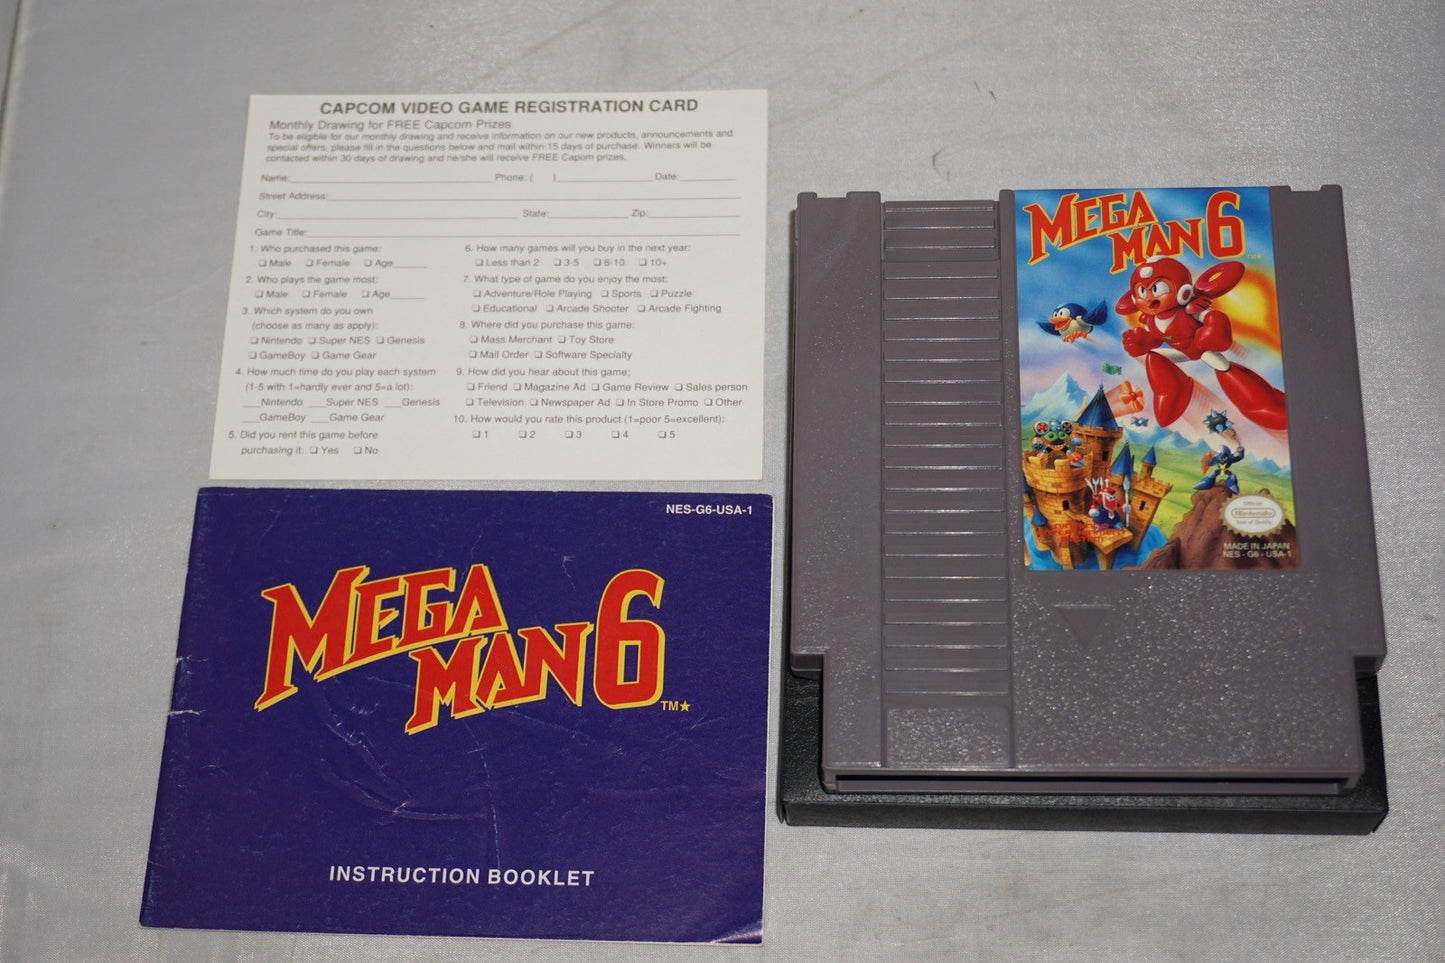 CAPCOM VIDEO GAME REGISTRATION CARD
Monthly Drawing for FREE Capcom Prizes
To be eligible for our monthly drawing and receive information on our new products, announcements and
special offers, please fill in the questions below and mail within 15 days of purchase. Winners will be
contacted within 30 days of drawing and he/she will receive FREE Capom prizes.
Name: Phone: ( ) Date:
Street Address:
City: State: Zip:
Game Title:
1. Who purchased this game:
❏ Male ❏ Female ❏ Age
2. Who plays the game most:
❏ Male ❏ Female ❏ Age
3. Which system do you own
(choose as many as apply):
❏ Nintendo ❏ Super NES ❏ Genesis
❏ GameBoy ❏ Game Gear
4. How much time do you play each system
(1-5 with 1=hardly ever and 5=a lot):
___Nintendo ___Super NES ___Genesis
___GameBoy ___Game Gear
5. Did you rent this game before
purchasing it: ❏ Yes ❏ No
6. How many games will you buy in the next year:
❏ Less than 2 ❏ 3-5 ❏ 6-10 ❏ 10+
7. What type of game do you enjoy the most:
❏ Adventure/Role Playing ❏ Sports ❏ Puzzle
❏ Educational ❏ Arcade Shooter ❏ Arcade Fighting
8. Where did you purchase this game:
❏ Mass Merchant ❏ Toy Store
❏ Mail Order ❏ Software Specialty
9. How did you hear about this game:
❏ Friend ❏ Magazine Ad ❏ Game Review ❏ Sales person
❏ Television ❏ Newspaper Ad ❏ In Store Promo ❏ Other
10. How would you rate this product (1=poor 5=excellent):
❏ 1 ❏ 2 ❏ 3 ❏ 4 ❏ 5
NES-G6-USA-1
MEGA
MAN 6
TM★
INSTRUCTION BOOKLET
MEGA
MAN 6
TM★
Official
Nintendo
Seal of Quality
MADE IN JAPAN
NES - G6 - USA-1